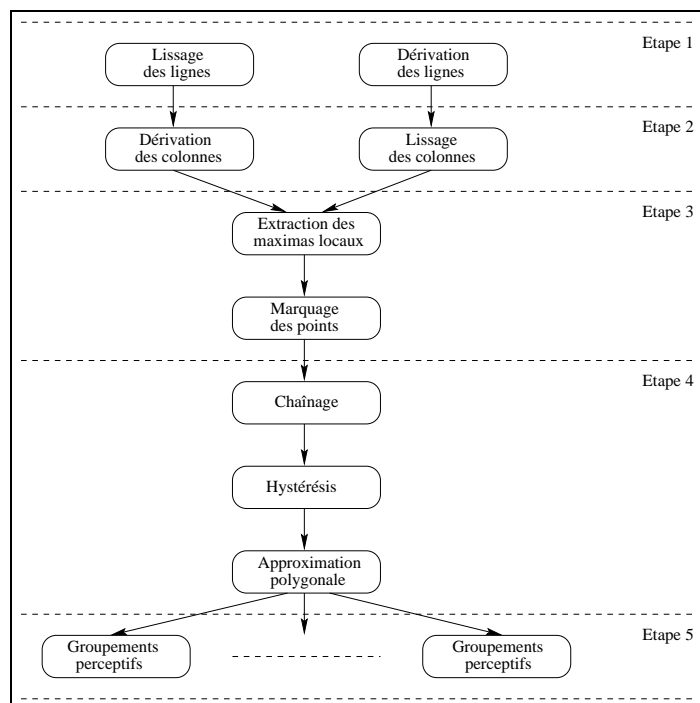 Etape 1
Lissage
des lignes
Dérivation
des lignes
Etape 2
Dérivation
des colonnes
Lissage
des colonnes
Etape 3
Extraction des
maximas locaux
Marquage
des points
Etape 4
Chaînage
Hystérésis
Approximation
polygonale
Etape 5
Groupements
perceptifs
Groupements
perceptifs